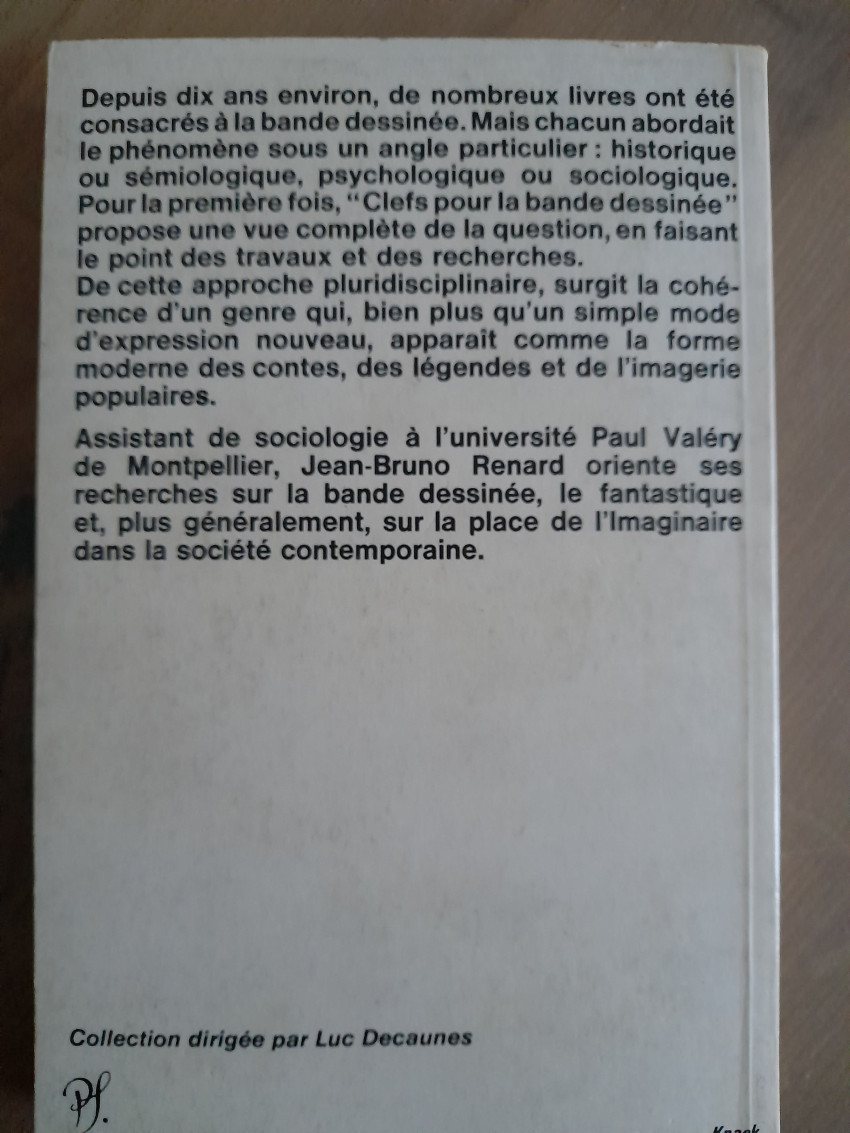 Depuis dix ans environ, de nombreux livres ont été
consacrés à la bande dessinée. Mais chacun abordait
le phénomène sous un angle particulier : historique
ou sémiologique, psychologique ou sociologique.
Pour la première fois, "Clefs pour la bande dessinée"
propose une vue complète de la question, en faisant
le point des travaux et des recherches.
De cette approche pluridisciplinaire, surgit la cohé-
rence d'un genre qui, bien plus qu'un simple mode
d'expression nouveau, apparaît comme la forme
moderne des contes, des légendes et de l'imagerie
populaires.
Assistant de sociologie à l'université Paul Valéry
de Montpellier, Jean-Bruno Renard oriente ses
recherches sur la bande dessinée, le fantastique
et, plus généralement, sur la place de l'Imaginaire
dans la société contemporaine.
Collection dirigée par Luc Decaunes